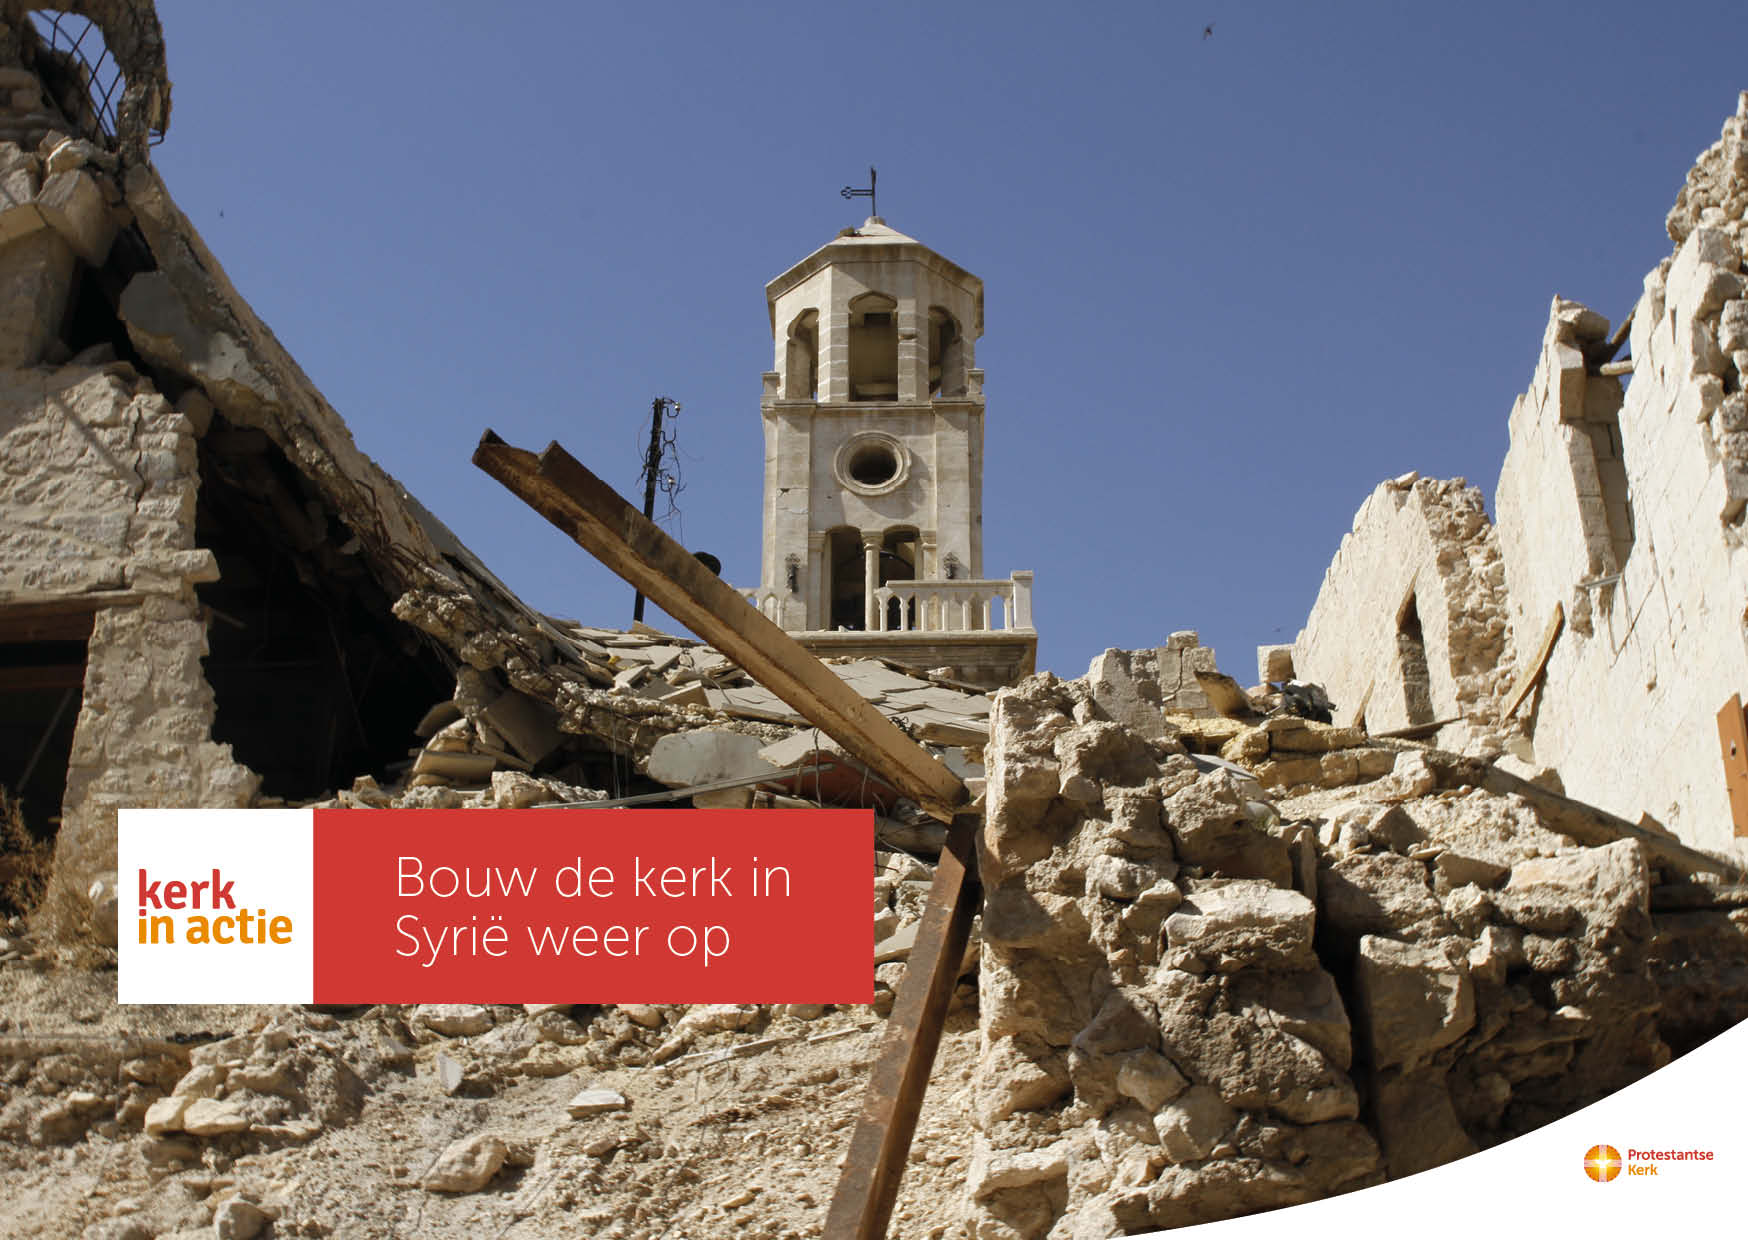 kerk
in actie
Bouw de kerk in
Syrië weer op
Protestantse
Kerk